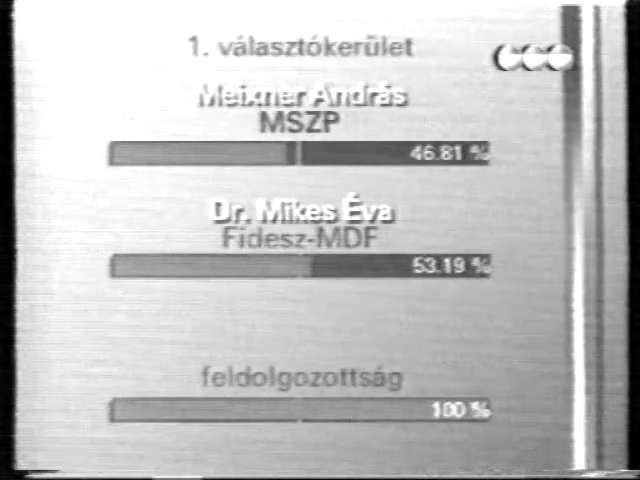 1. választókerület
Meixner András
MSZP
46.81 %
Dr. Mikes Éva
Fidesz-MDF
53.19 %
feldolgozottság
100 %